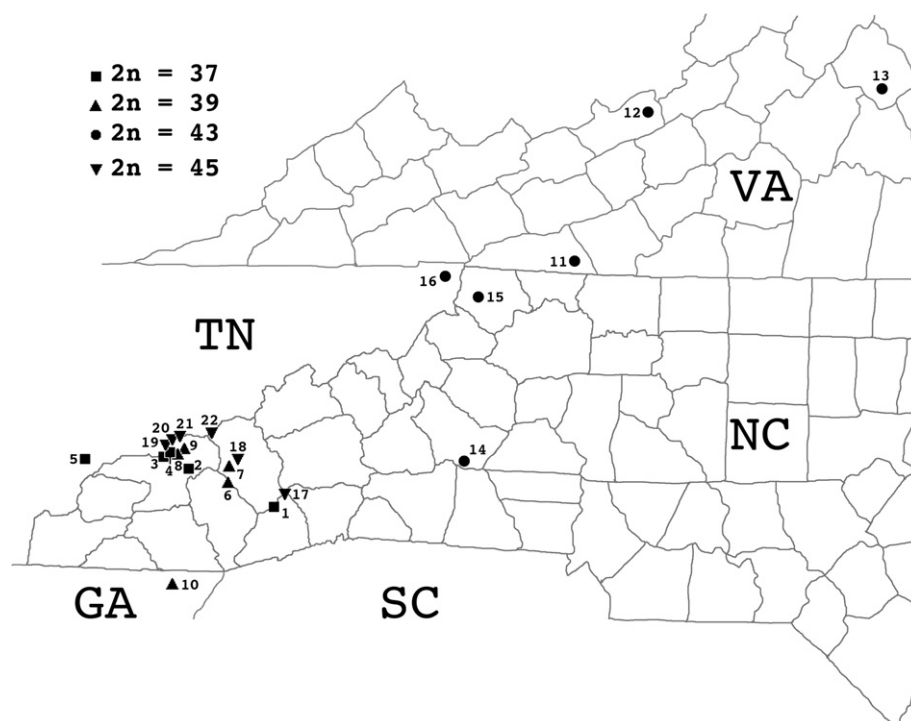 2n = 37
2n = 39
2n = 43
2n = 45
13
12
VA
11
16
15
TN
20 21 22
19 9 18
14
NC
5 3 4 8 2 7
6
17
1
10
GA
SC